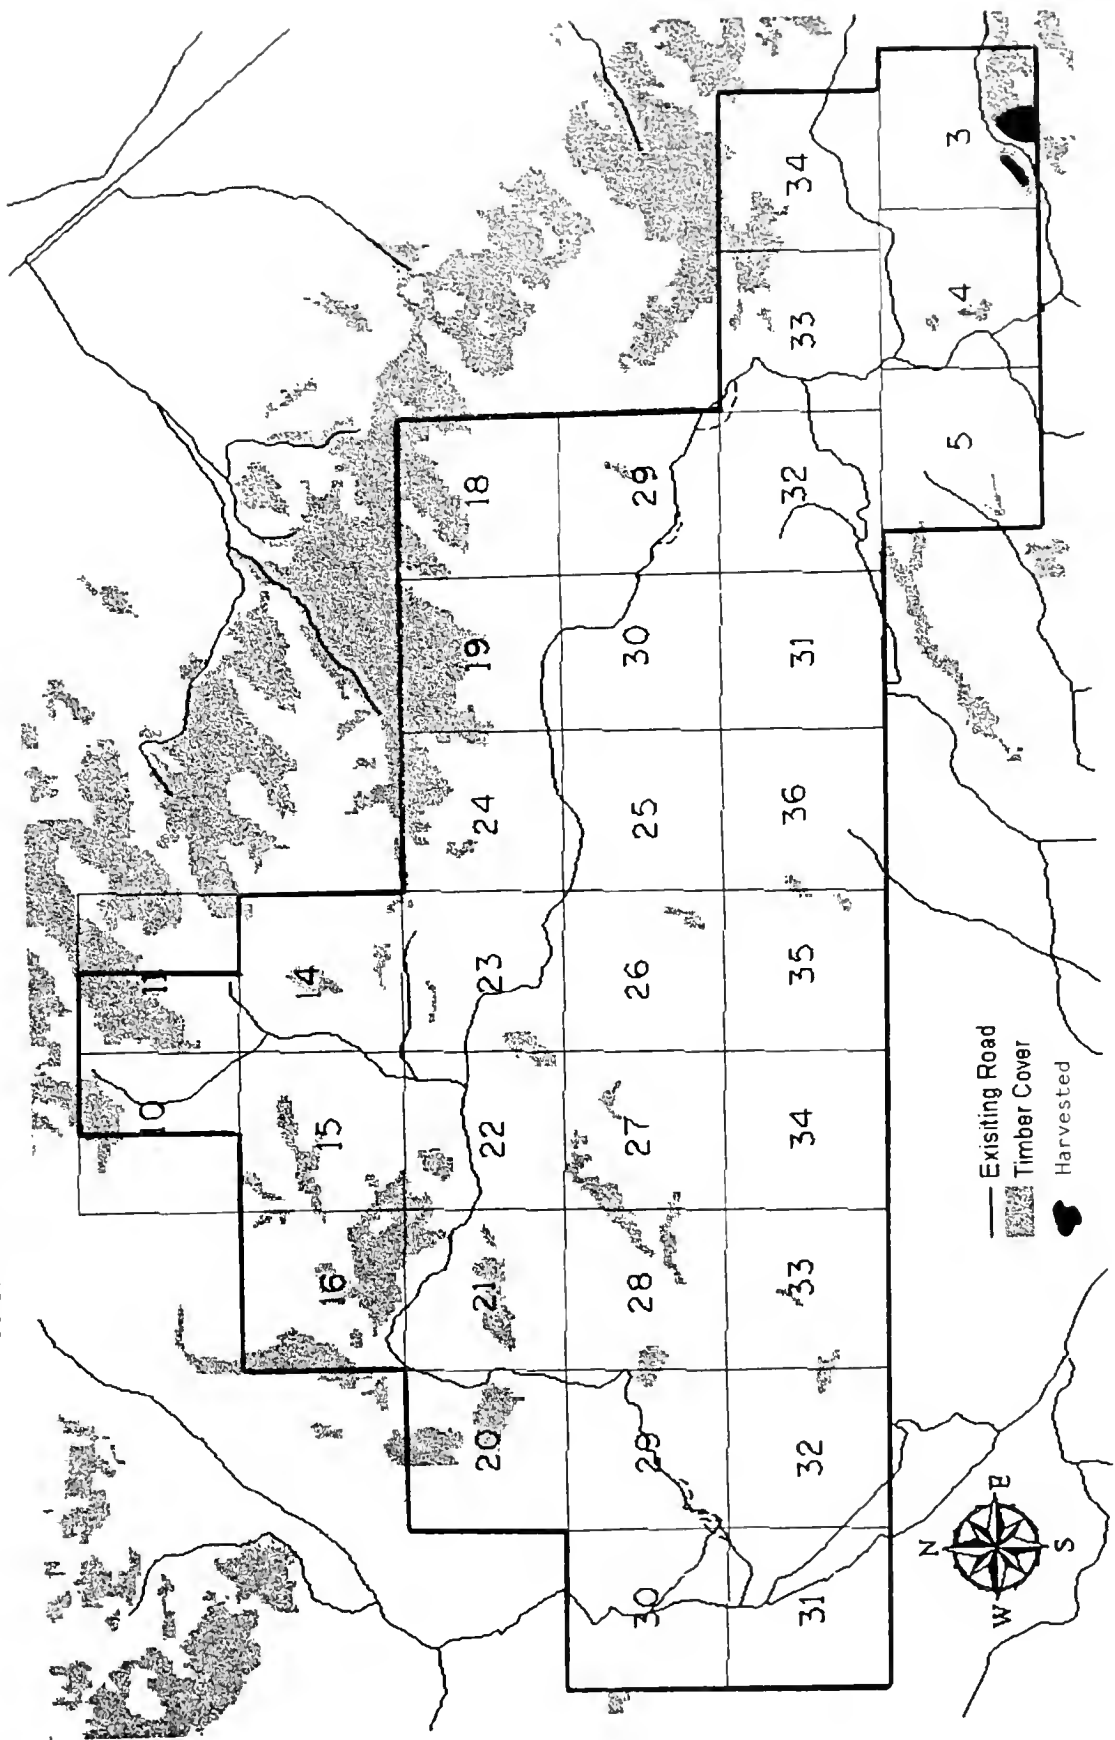 10 11
16 15 14
20 21 22 23 24 19 18
30 29 28 27 26 25 30 29
31 32 33 34 35 36 31 32 33 34
5 4 3
N
W E
S
Exisiting Road
Timber Cover
Harvested